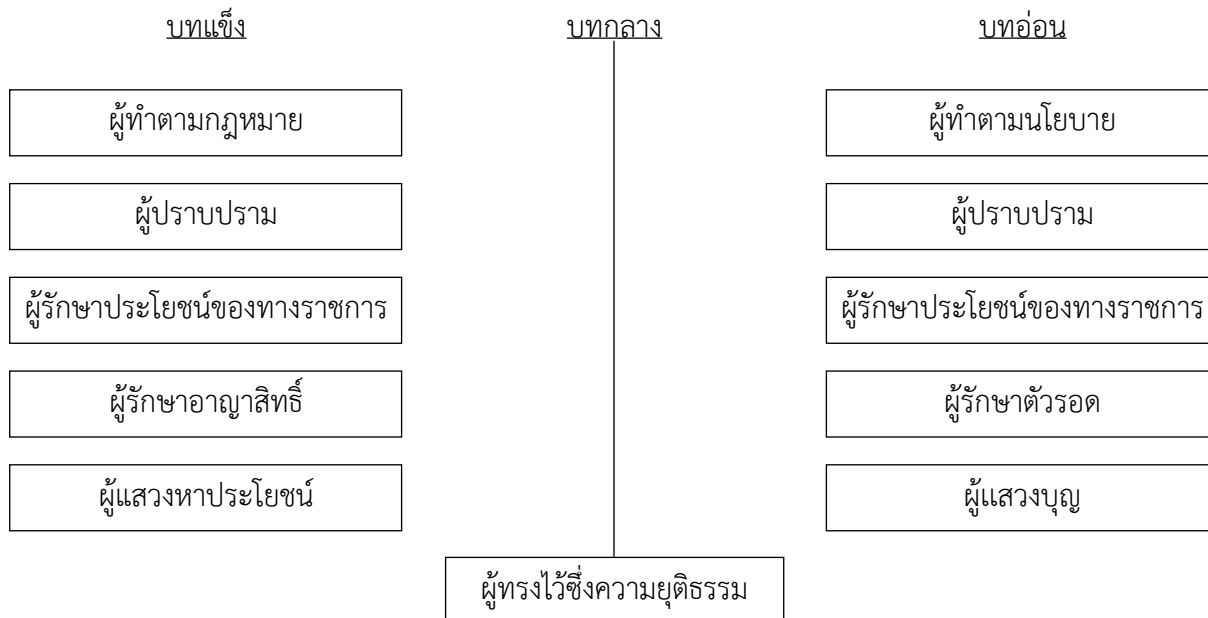 บทแข็ง บทกลาง บทอ่อน
ผู้ทำตามกฎหมาย ผู้ทำตามนโยบาย
ผู้ปราบปราม ผู้ปราบปราม
ผู้รักษาประโยชน์ของทางราชการ ผู้รักษาประโยชน์ของทางราชการ
ผู้รักษาอาญาสิทธิ์ ผู้รักษาตัวรอด
ผู้แสวงหาประโยชน์ ผู้แสวงบุญ
ผู้ทรงไว้ซึ่งความยุติธรรม